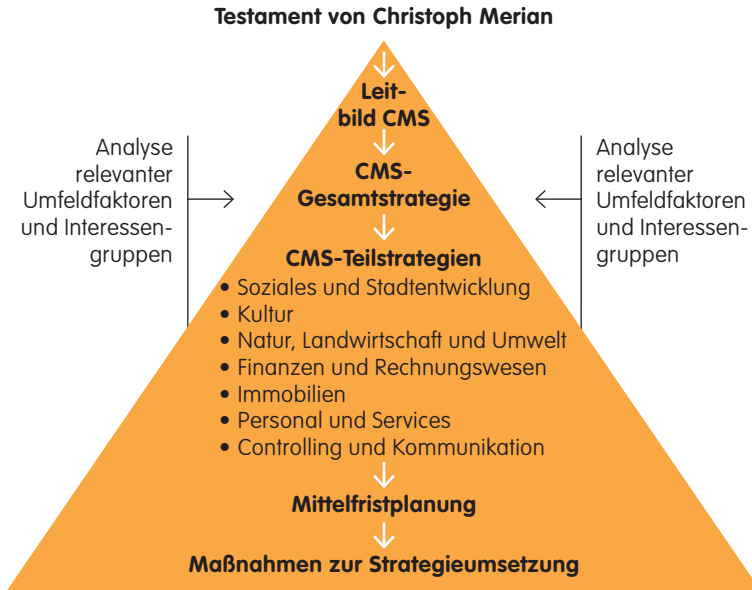 Testament von Christoph Merian
Leit-
bild CMS
Analyse
relevanter
Umfeldfaktoren
und Interessen-
gruppen
CMS-
Gesamtstrategie
Analyse
relevanter
Umfeldfaktoren
und Interessen-
gruppen
CMS-Teilstrategien
• Soziales und Stadtentwicklung
• Kultur
• Natur, Landwirtschaft und Umwelt
• Finanzen und Rechnungswesen
• Immobilien
• Personal und Services
• Controlling und Kommunikation
Mittelfristplanung
Maßnahmen zur Strategieumsetzung